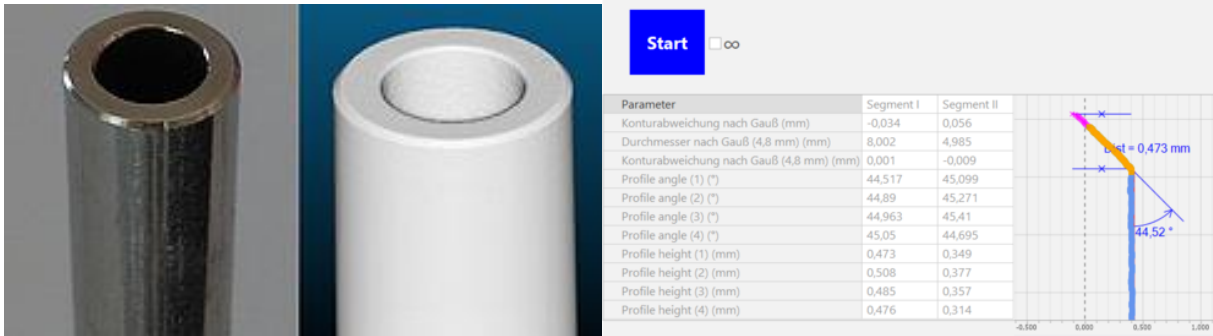 Start ∞
Parameter Segment I Segment II
Konturabweichung nach Gauß (mm) -0,034 0,056
Durchmesser nach Gauß (4,8 mm) (mm) 8,002 4,985
Konturabweichung nach Gauß (4,8 mm) (mm) 0,001 -0,009
Profile angle (1) (°) 44,517 45,099
Profile angle (2) (°) 44,89 45,271
Profile angle (3) (°) 44,963 45,41
Profile angle (4) (°) 45,05 44,695
Profile height (1) (mm) 0,473 0,349
Profile height (2) (mm) 0,508 0,377
Profile height (3) (mm) 0,485 0,357
Profile height (4) (mm) 0,476 0,314
Dist = 0,473 mm
44,52 °
-0,500 0,000 0,500 1,000